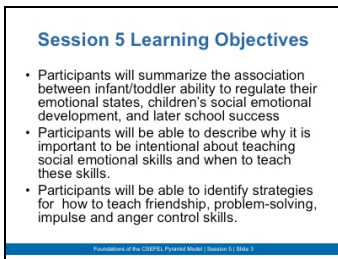 Session 5 Learning Objectives
• Participants will summarize the association
between infant/toddler ability to regulate their
emotional states, children's social emotional
development, and later school success
• Participants will be able to describe why it is
important to be intentional about teaching
social emotional skills and when to teach
these skills.
• Participants will be able to identify strategies
for how to teach friendship, problem-solving,
impulse and anger control skills.
Foundations of the CSEFEL Pyramid Model | Session 5 | Slide 3